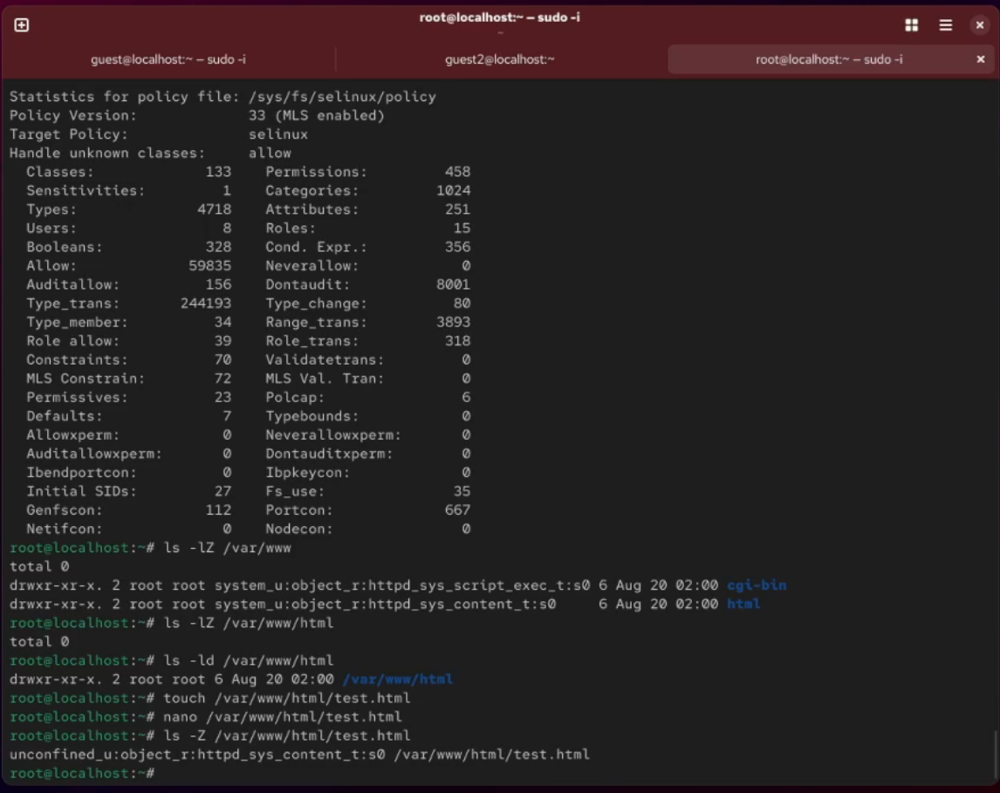 root@localhost:~ – sudo -i
~
guest@localhost:~ – sudo -i
guest2@localhost:~
root@localhost:~ – sudo -i
Statistics for policy file: /sys/fs/selinux/policy
Policy Version:             33 (MLS enabled)
Target Policy:              selinux
Handle unknown classes:     allow
  Classes:             133    Permissions:         458
  Sensitivities:         1    Categories:         1024
  Types:              4718    Attributes:          251
  Users:                 8    Roles:                15
  Booleans:            328    Cond. Expr.:         356
  Allow:             59835    Neverallow:            0
  Auditallow:          156    Dontaudit:          8001
  Type_trans:       244193    Type_change:          80
  Type_member:          34    Range_trans:        3893
  Role allow:           39    Role_trans:          318
  Constraints:          70    Validatetrans:         0
  MLS Constrain:        72    MLS Val. Tran:         0
  Permissives:          23    Polcap:                6
  Defaults:              7    Typebounds:            0
  Allowxperm:            0    Neverallowxperm:       0
  Auditallowxperm:       0    Dontauditxperm:        0
  Ibendportcon:          0    Ibpkeycon:             0
  Initial SIDs:         27    Fs_use:               35
  Genfscon:            112    Portcon:             667
  Netifcon:              0    Nodecon:               0
root@localhost:~# ls -lZ /var/www
total 0
drwxr-xr-x. 2 root root system_u:object_r:httpd_sys_script_exec_t:s0 6 Aug 20 02:00 cgi-bin
drwxr-xr-x. 2 root root system_u:object_r:httpd_sys_content_t:s0     6 Aug 20 02:00 html
root@localhost:~# ls -lZ /var/www/html
total 0
root@localhost:~# ls -ld /var/www/html
drwxr-xr-x. 2 root root 6 Aug 20 02:00 /var/www/html
root@localhost:~# touch /var/www/html/test.html
root@localhost:~# nano /var/www/html/test.html
root@localhost:~# ls -Z /var/www/html/test.html
unconfined_u:object_r:httpd_sys_content_t:s0 /var/www/html/test.html
root@localhost:~#